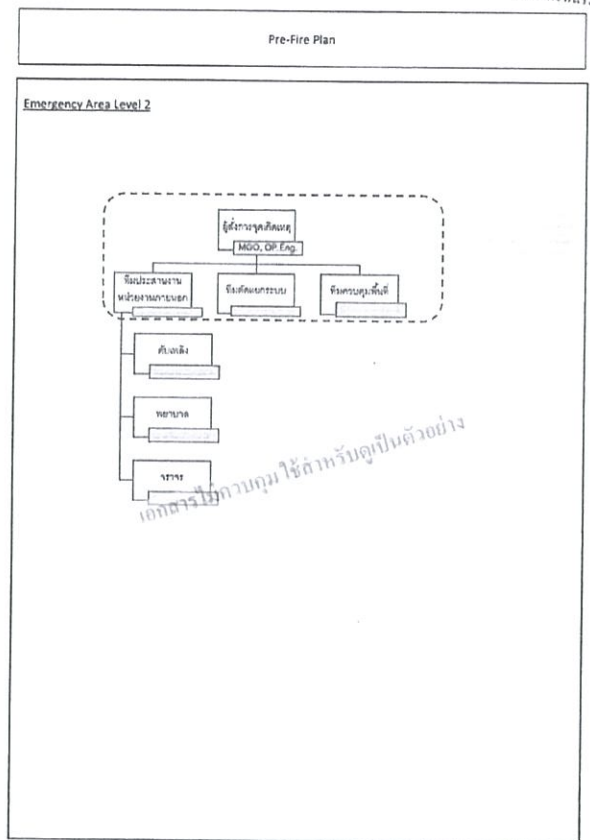 Pre-Fire Plan
Emergency Area Level 2
ผู้สั่งการจุดเกิดเหตุ
MGO, OP Eng.
ทีมประสานงาน
หน่วยงานภายนอก
ทีมตัดแยกระบบ
ทีมควบคุมพื้นที่
ดับเพลิง
พยาบาล
จราจร
เอกสารไม่ควบคุม ใช้สำหรับดูเป็นตัวอย่าง